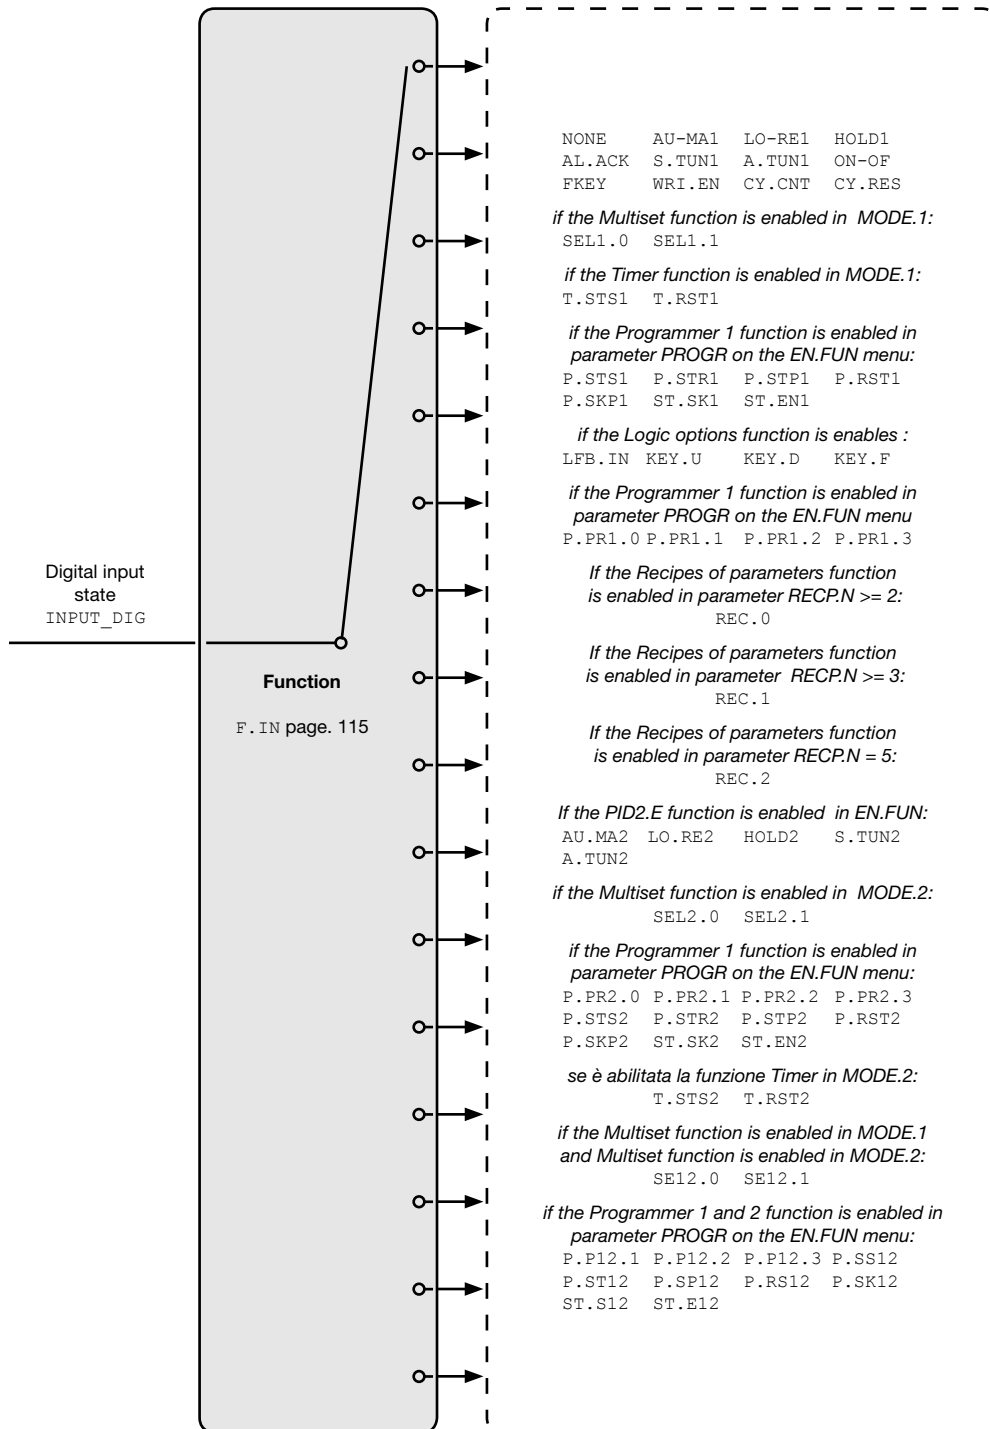 NONE AU-MA1 LO-RE1 HOLD1
AL.ACK S.TUN1 A.TUN1 ON-OF
FKEY WRI.EN CY.CNT CY.RES
if the Multiset function is enabled in MODE.1:
SEL1.0 SEL1.1
if the Timer function is enabled in MODE.1:
T.STS1 T.RST1
if the Programmer 1 function is enabled in
parameter PROGR on the EN.FUN menu:
P.STS1 P.STR1 P.STP1 P.RST1
P.SKP1 ST.SK1 ST.EN1
if the Logic options function is enables :
LFB.IN KEY.U KEY.D KEY.F
if the Programmer 1 function is enabled in
parameter PROGR on the EN.FUN menu
P.PR1.0 P.PR1.1 P.PR1.2 P.PR1.3
Digital input
state
INPUT_DIG
Function
F.IN page. 115
If the Recipes of parameters function
is enabled in parameter RECP.N >= 2:
REC.0
If the Recipes of parameters function
is enabled in parameter RECP.N >= 3:
REC.1
If the Recipes of parameters function
is enabled in parameter RECP.N = 5:
REC.2
If the PID2.E function is enabled in EN.FUN:
AU.MA2 LO.RE2 HOLD2 S.TUN2
A.TUN2
if the Multiset function is enabled in MODE.2:
SEL2.0 SEL2.1
if the Programmer 1 function is enabled in
parameter PROGR on the EN.FUN menu:
P.PR2.0 P.PR2.1 P.PR2.2 P.PR2.3
P.STS2 P.STR2 P.STP2 P.RST2
P.SKP2 ST.SK2 ST.EN2
se è abilitata la funzione Timer in MODE.2:
T.STS2 T.RST2
if the Multiset function is enabled in MODE.1
and Multiset function is enabled in MODE.2:
SE12.0 SE12.1
if the Programmer 1 and 2 function is enabled in
parameter PROGR on the EN.FUN menu:
P.P12.1 P.P12.2 P.P12.3 P.SS12
P.ST12 P.SP12 P.RS12 P.SK12
ST.S12 ST.E12